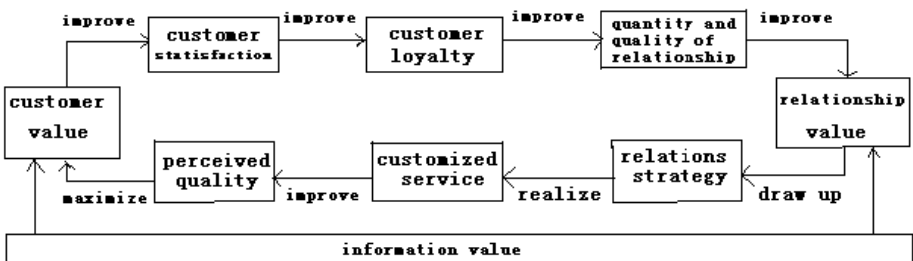 improve
improve
improve
improve
customer
statisfaction
customer
loyalty
quantity and
quality of
relationship
customer
value
relationship
value
perceived
quality
customized
service
relations
strategy
maximize
improve
realize
draw up
information value